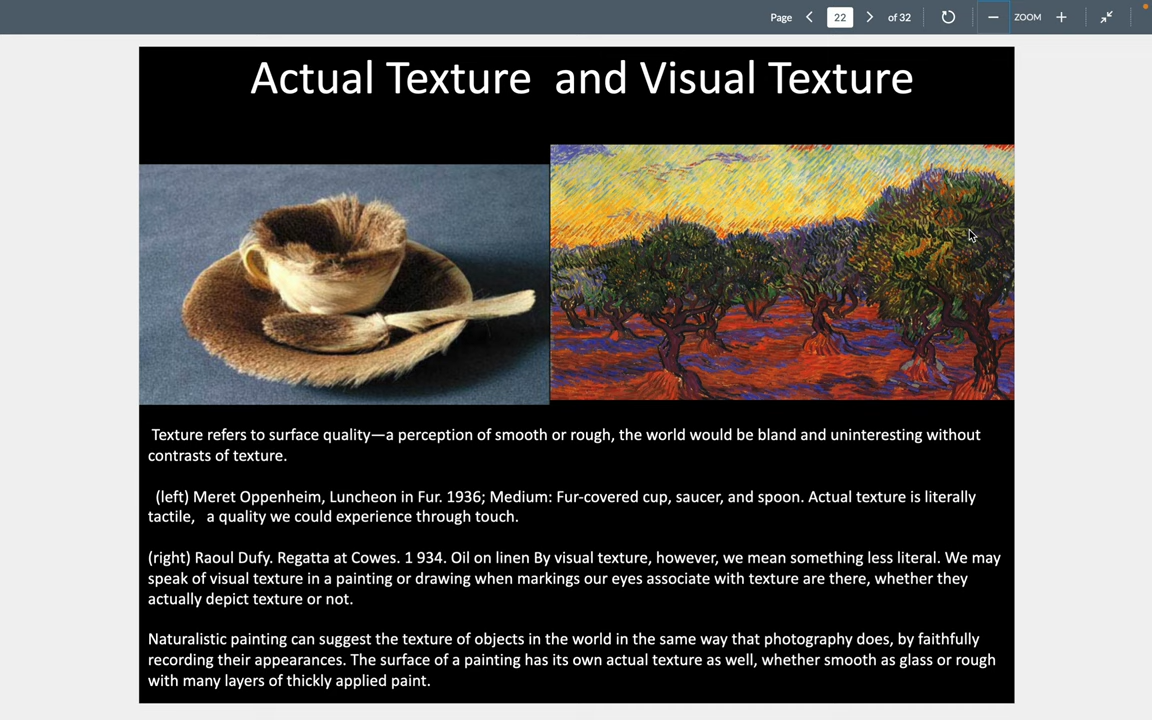 Page 22 of 32 ZOOM
Actual Texture and Visual Texture
Texture refers to surface quality—a perception of smooth or rough, the world would be bland and uninteresting without
contrasts of texture.
(left) Meret Oppenheim, Luncheon in Fur. 1936; Medium: Fur-covered cup, saucer, and spoon. Actual texture is literally
tactile, a quality we could experience through touch.
(right) Raoul Dufy. Regatta at Cowes. 1 934. Oil on linen By visual texture, however, we mean something less literal. We may
speak of visual texture in a painting or drawing when markings our eyes associate with texture are there, whether they
actually depict texture or not.
Naturalistic painting can suggest the texture of objects in the world in the same way that photography does, by faithfully
recording their appearances. The surface of a painting has its own actual texture as well, whether smooth as glass or rough
with many layers of thickly applied paint.